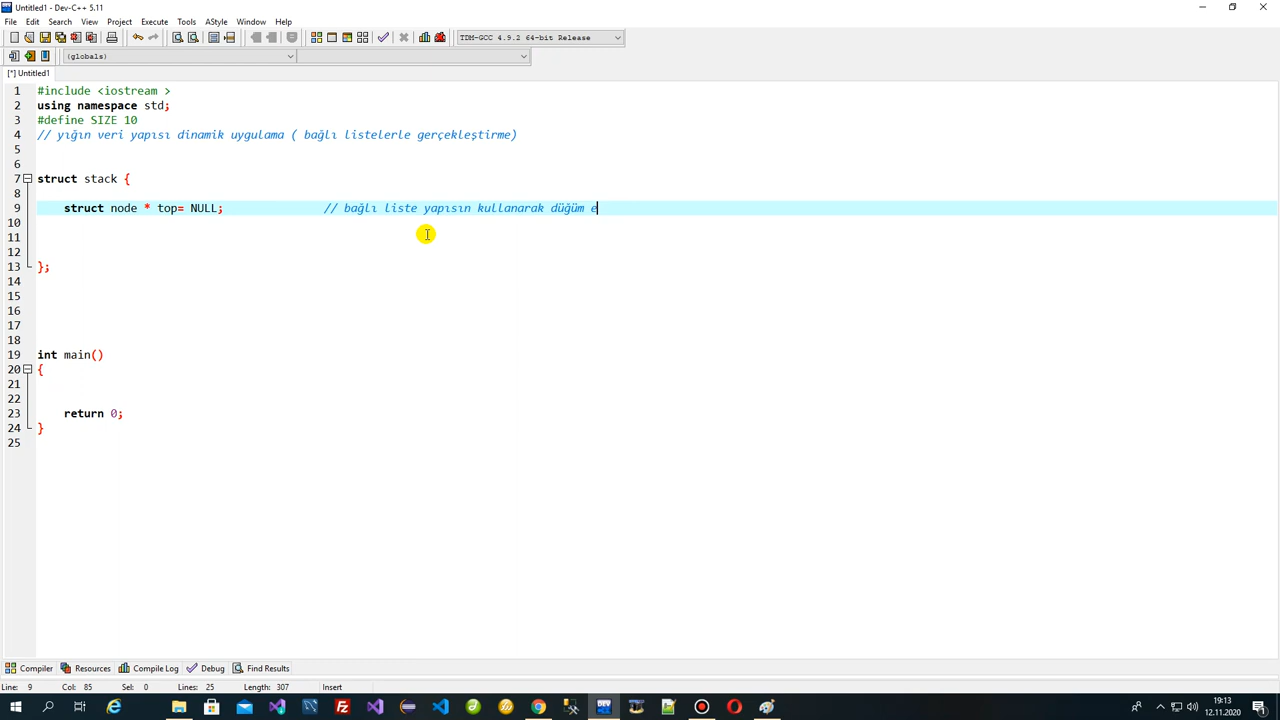 Untitled1 - Dev-C++ 5.11
File Edit Search View Project Execute Tools AStyle Window Help
TDM-GCC 4.9.2 64-bit Release
(globals)
[*] Untitled1
1 #include <iostream >
2 using namespace std;
3 #define SIZE 10
4 // yığın veri yapısı dinamik uygulama ( bağlı listelerle gerçekleştirme)
5
6
7 struct stack {
8
9 struct node * top= NULL; // bağlı liste yapısın kullanarak düğüm e
10
11
12
13 };
14
15
16
17
18
19 int main()
20 {
21
22
23 return 0;
24 }
25
Compiler Resources Compile Log Debug Find Results
Line: 9 Col: 85 Sel: 0 Lines: 25 Length: 307 Insert
19:13
12.11.2020